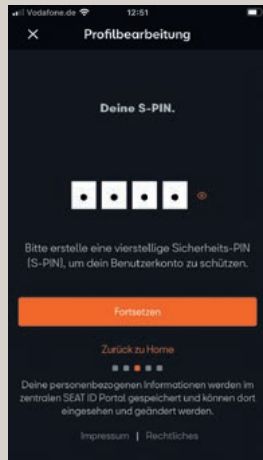 Vodafone.de 12:51
Profilbearbeitung
Deine S-PIN.
Bitte erstelle eine vierstellige Sicherheits-PIN
(S-PIN), um dein Benutzerkonto zu schützen.
Fortsetzen
Zurück zu Home
Deine personenbezogenen Informationen werden im
zentralen SEAT ID Portal gespeichert und können dort
eingesehen und geändert werden.
Impressum | Rechtliches